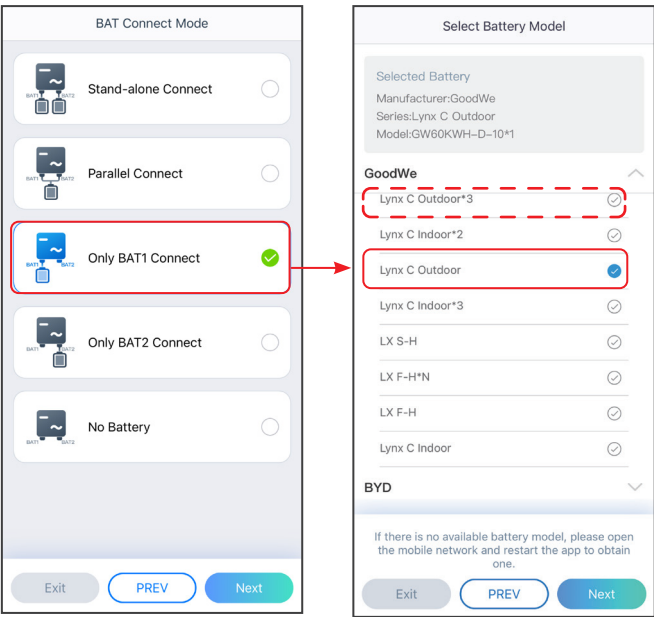 BAT Connect Mode
BAT1 BAT2
Stand-alone Connect
BAT1 BAT2
Parallel Connect
BAT1 BAT2
Only BAT1 Connect
BAT1 BAT2
Only BAT2 Connect
BAT1 BAT2
No Battery
Exit
PREV
Next
Select Battery Model
Selected Battery
Manufacturer:GoodWe
Series:Lynx C Outdoor
Model:GW60KWH-D-10*1
GoodWe
Lynx C Outdoor*3
Lynx C Indoor*2
Lynx C Outdoor
Lynx C Indoor*3
LX S-H
LX F-H*N
LX F-H
Lynx C Indoor
BYD
If there is no available battery model, please open
the mobile network and restart the app to obtain
one.
Exit
PREV
Next